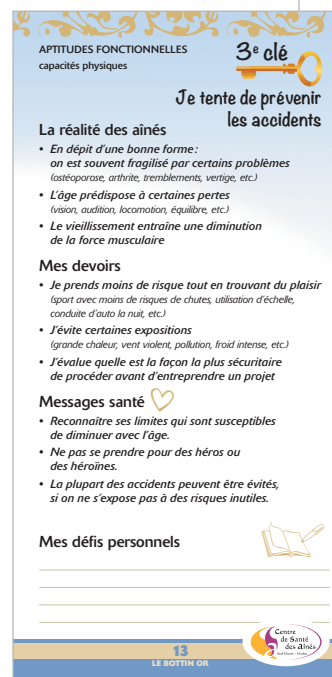 APTITUDES FONCTIONNELLES
capacités physiques
3e clé
Je tente de prévenir
les accidents
La réalité des aînés
• En dépit d'une bonne forme:
on est souvent fragilisé par certains problèmes
(ostéoporose, arthrite, tremblements, vertige, etc.)
• L'âge prédispose à certaines pertes
(vision, audition, locomotion, équilibre, etc.)
• Le vieillissement entraîne une diminution
de la force musculaire
Mes devoirs
• Je prends moins de risque tout en trouvant du plaisir
(sport avec moins de risques de chutes, utilisation d'échelle,
conduite d'auto la nuit, etc.)
• J'évite certaines expositions
(grande chaleur, vent violent, pollution, froid intense, etc.)
• J'évalue quelle est la façon la plus sécuritaire
de procéder avant d'entreprendre un projet
Messages santé
• Reconnaître ses limites qui sont susceptibles
de diminuer avec l'âge.
• Ne pas se prendre pour des héros ou
des héroïnes.
• La plupart des accidents peuvent être évités,
si on ne s'expose pas à des risques inutiles.
Mes défis personnels
13
LE BOTTIN OR
Centre
de Santé
des Aînés